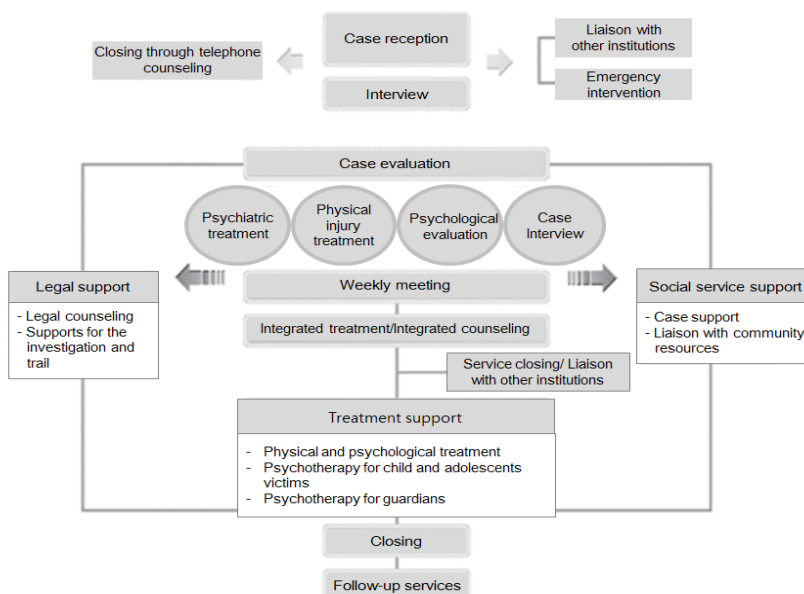 Case reception
Closing through telephone
counseling
Liaison with
other institutions
Interview
Emergency
intervention
Case evaluation
Psychiatric
treatment
Physical
injury
treatment
Psychological
evaluation
Case
Interview
Legal support
- Legal counseling
- Supports for the
investigation and
trail
Weekly meeting
Social service support
- Case support
- Liaison with community
resources
Integrated treatment/Integrated counseling
Service closing/ Liaison
with other institutions
Treatment support
- Physical and psychological treatment
- Psychotherapy for child and adolescents
victims
- Psychotherapy for guardians
Closing
Follow-up services